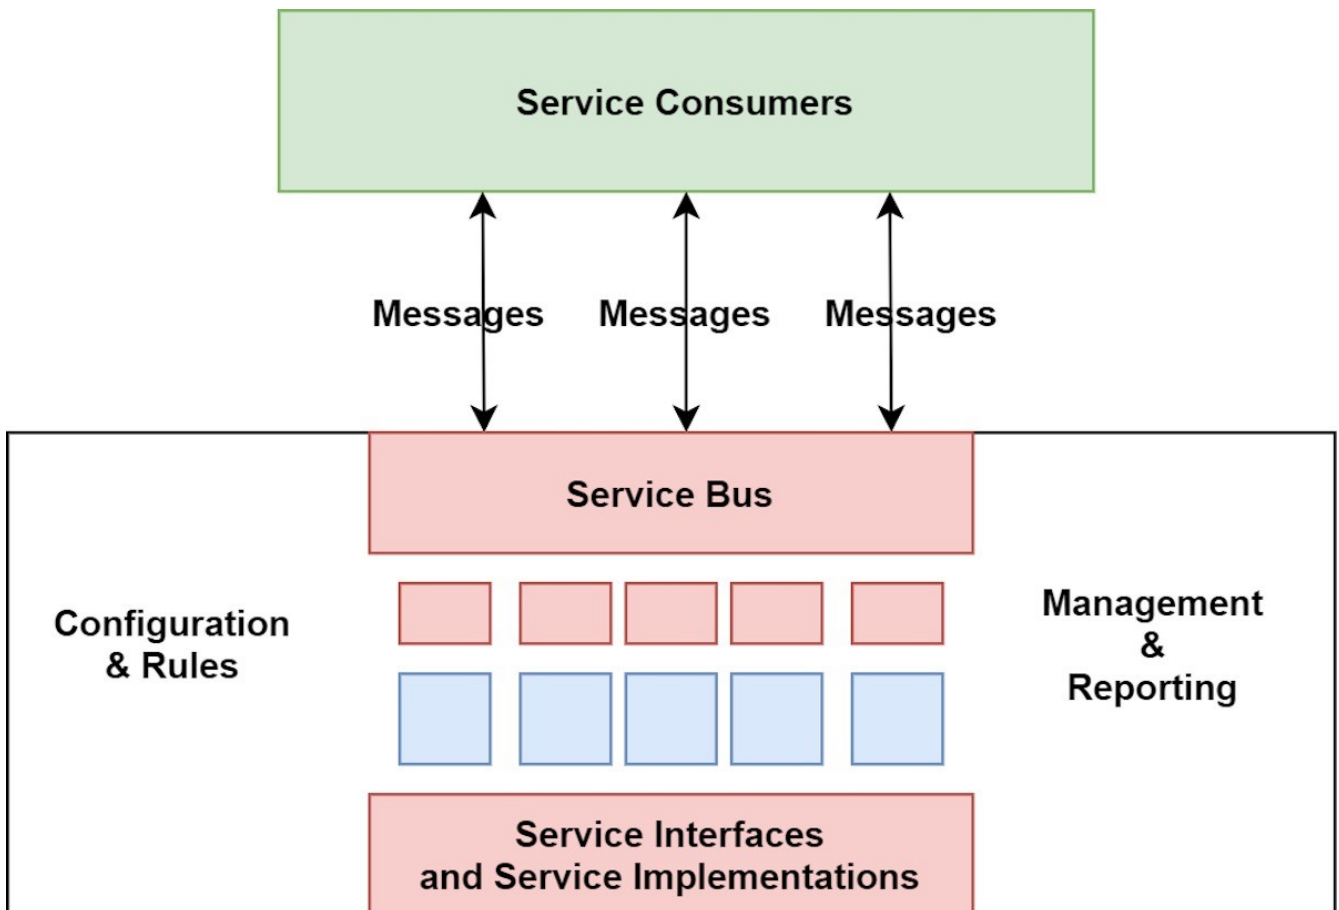 Service Consumers
Messages Messages Messages
Service Bus
Configuration
& Rules
Management
&
Reporting
Service Interfaces
and Service Implementations